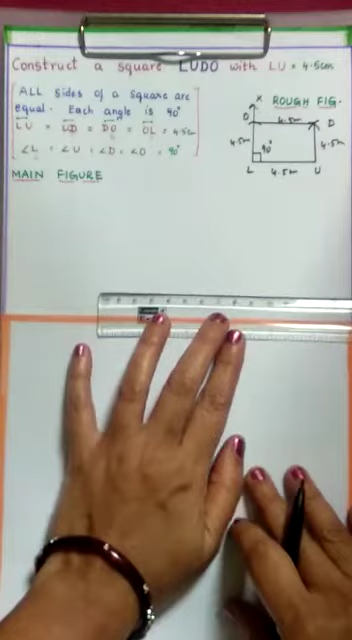 Construct a square LUDO with LU = 4.5cm
ALL sides of a square are
equal. Each angle is 90°
LU = UD = DO = OL = 4.5cm
∠L = ∠U = ∠D = ∠O = 90°
ROUGH FIG.
X
O
4.5cm
D
4.5cm
90°
4.5cm
L
4.5cm
U
MAIN FIGURE